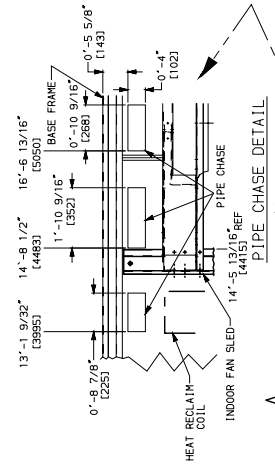 0'-5 5/8"
[143]
BASE FRAME
0'-4"
[102]
16'-6 13/16"
[5050]
0'-10 9/16"
[268]
1'-10 9/16"
[352]
14'-8 1/2"
[4483]
13'-1 9/32"
[3995]
0'-8 7/8"
[225]
PIPE CHASE
14'-5 13/16" REF
[4415]
HEAT RECLAIM
COIL
INDOOR FAN SLED
PIPE CHASE DETAIL